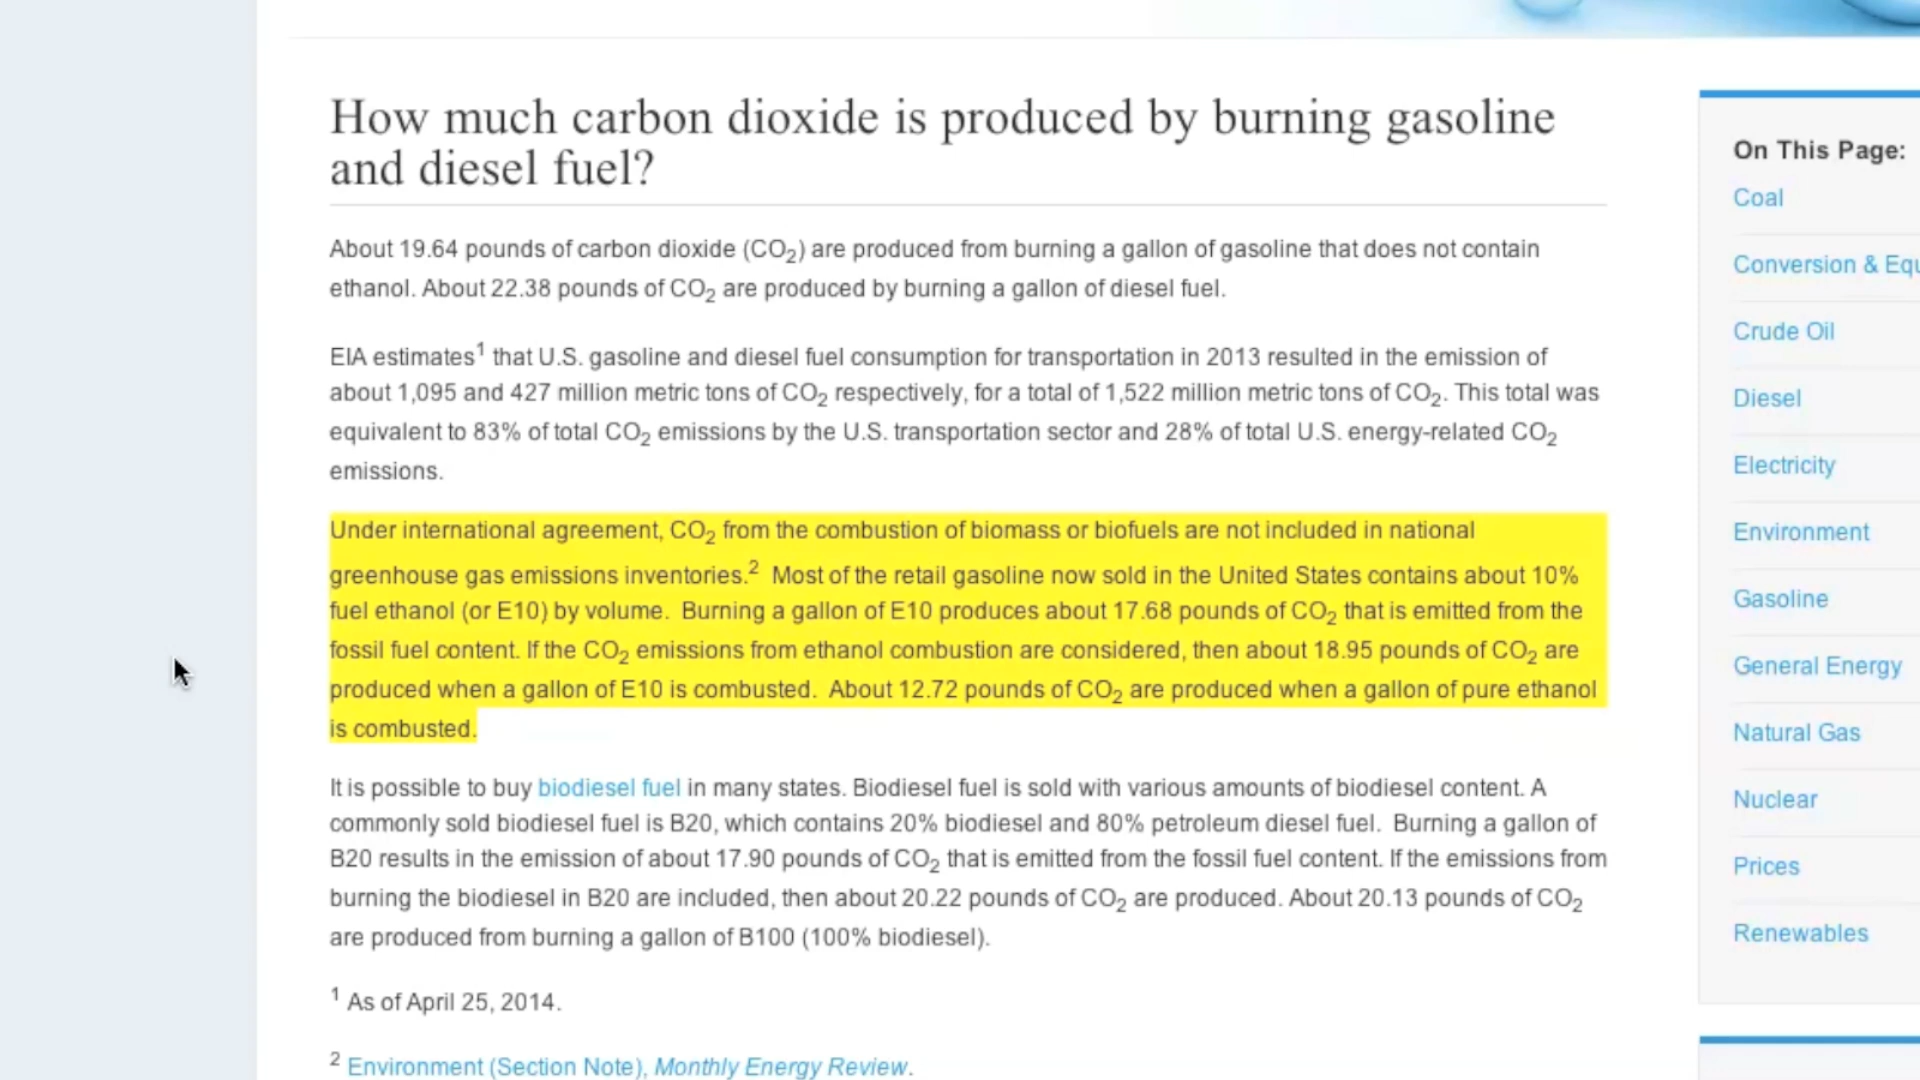 How much carbon dioxide is produced by burning gasoline
and diesel fuel?
About 19.64 pounds of carbon dioxide (CO₂) are produced from burning a gallon of gasoline that does not contain
ethanol. About 22.38 pounds of CO₂ are produced by burning a gallon of diesel fuel.
EIA estimates¹ that U.S. gasoline and diesel fuel consumption for transportation in 2013 resulted in the emission of
about 1,095 and 427 million metric tons of CO₂ respectively, for a total of 1,522 million metric tons of CO₂. This total was
equivalent to 83% of total CO₂ emissions by the U.S. transportation sector and 28% of total U.S. energy-related CO₂
emissions.
Under international agreement, CO₂ from the combustion of biomass or biofuels are not included in national
greenhouse gas emissions inventories.² Most of the retail gasoline now sold in the United States contains about 10%
fuel ethanol (or E10) by volume. Burning a gallon of E10 produces about 17.68 pounds of CO₂ that is emitted from the
fossil fuel content. If the CO₂ emissions from ethanol combustion are considered, then about 18.95 pounds of CO₂ are
produced when a gallon of E10 is combusted. About 12.72 pounds of CO₂ are produced when a gallon of pure ethanol
is combusted.
It is possible to buy biodiesel fuel in many states. Biodiesel fuel is sold with various amounts of biodiesel content. A
commonly sold biodiesel fuel is B20, which contains 20% biodiesel and 80% petroleum diesel fuel. Burning a gallon of
B20 results in the emission of about 17.90 pounds of CO₂ that is emitted from the fossil fuel content. If the emissions from
burning the biodiesel in B20 are included, then about 20.22 pounds of CO₂ are produced. About 20.13 pounds of CO₂
are produced from burning a gallon of B100 (100% biodiesel).
¹ As of April 25, 2014.
² Environment (Section Note), Monthly Energy Review.
On This Page:
Coal
Conversion & Equ
Crude Oil
Diesel
Electricity
Environment
Gasoline
General Energy
Natural Gas
Nuclear
Prices
Renewables